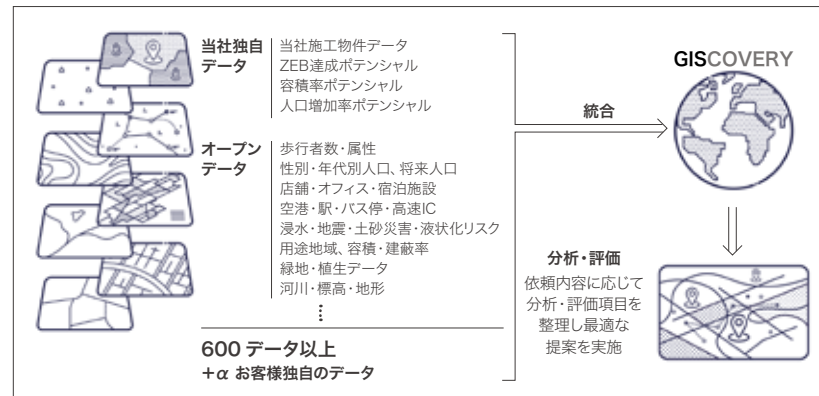 当社独自
データ
当社施工物件データ
ZEB達成ポテンシャル
容積率ポテンシャル
人口増加率ポテンシャル
オープン
データ
歩行者数・属性
性別・年代別人口、将来人口
店舗・オフィス・宿泊施設
空港・駅・バス停・高速IC
浸水・地震・土砂災害・液状化リスク
用途地域、容積・建蔽率
緑地・植生データ
河川・標高・地形
600 データ以上
+α お客様独自のデータ
統合
GISCOVERY
分析・評価
依頼内容に応じて
分析・評価項目を
整理し最適な
提案を実施